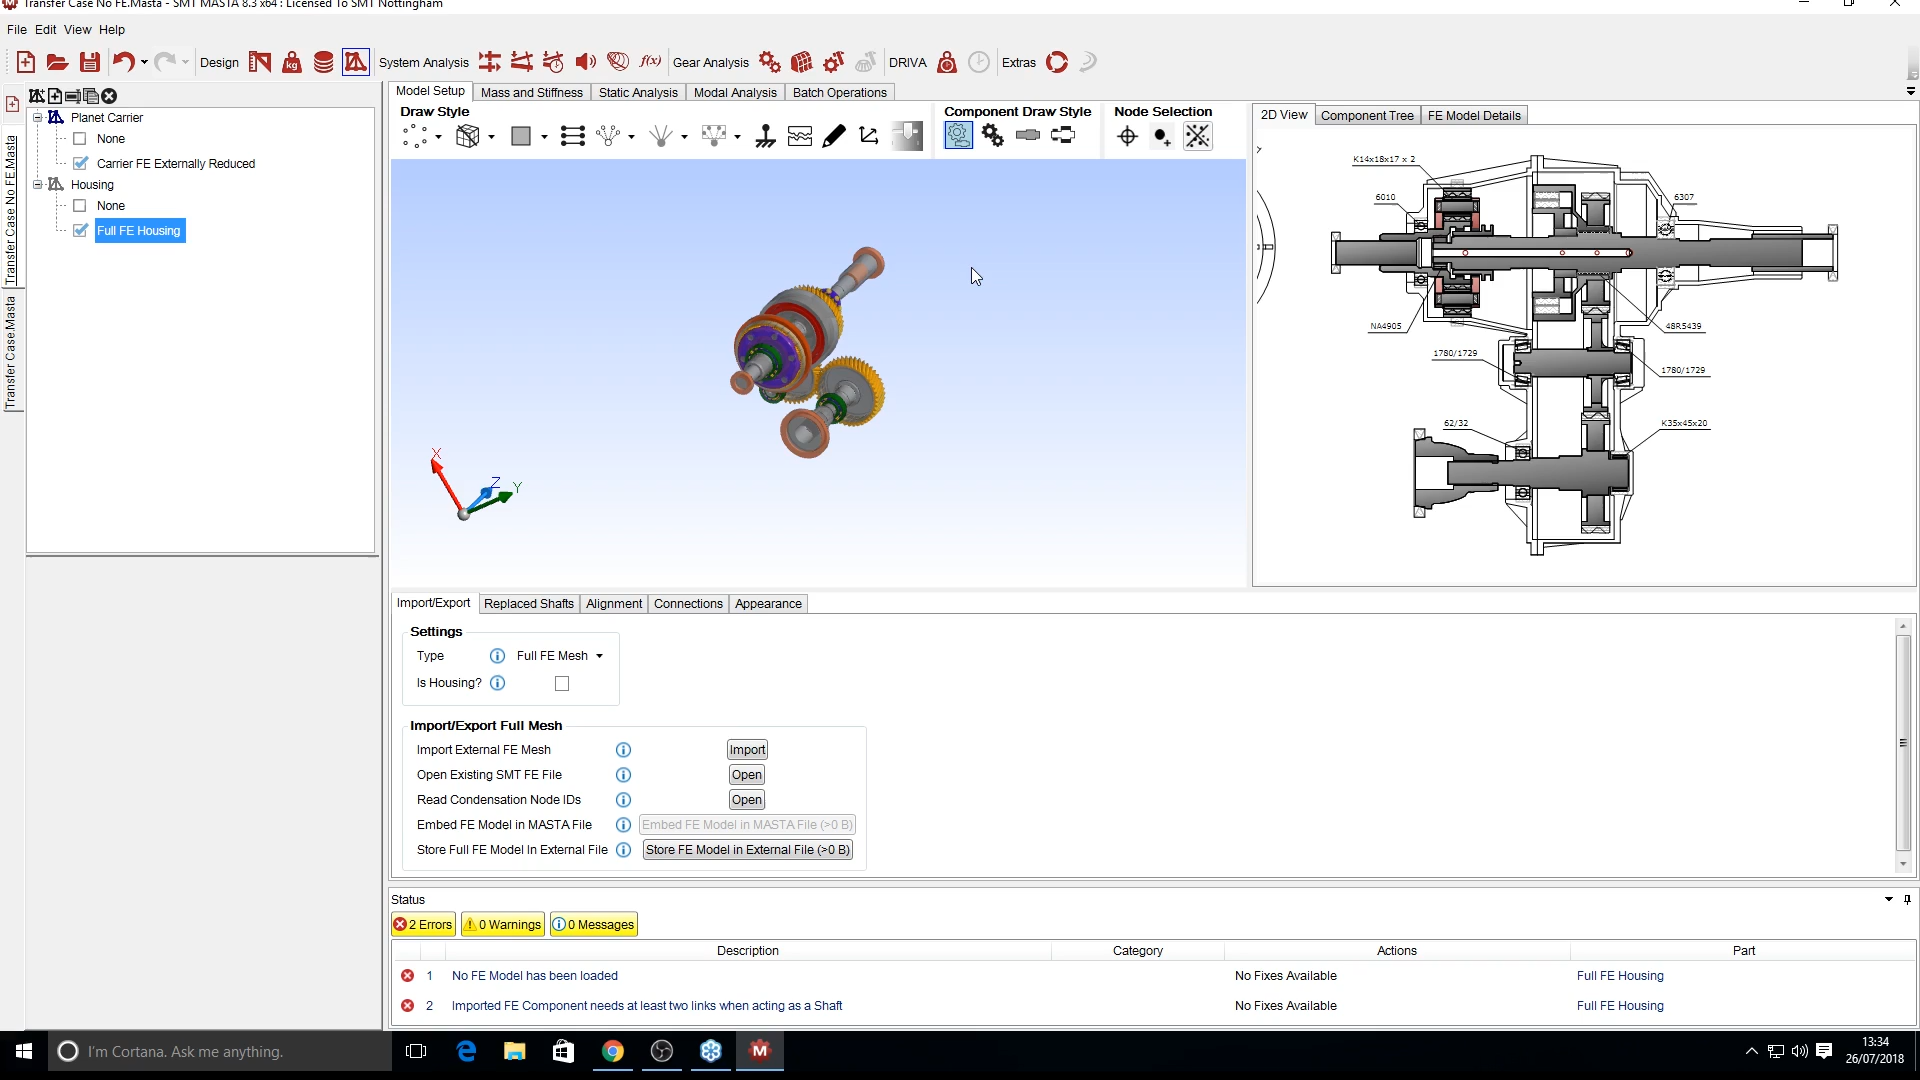 Transfer Case No FE.Masta - SMT MASTA 8.3 x64 : Licensed To SMT Nottingham
File Edit View Help
Design System Analysis f(x) Gear Analysis DRIVA Extras
kg
Model Setup Mass and Stiffness Static Analysis Modal Analysis Batch Operations
Draw Style Component Draw Style Node Selection
Planet Carrier
None
Carrier FE Externally Reduced
Housing
None
Full FE Housing
Transfer Case No FE.Masta
Transfer Case.Masta
X
Z
Y
2D View Component Tree FE Model Details
K14x18x17 x 2
6010
6307
NA4905
48R5439
1780/1729
1780/1729
62/32
K35x45x20
Import/Export Replaced Shafts Alignment Connections Appearance
Settings
Type Full FE Mesh
Is Housing?
Import/Export Full Mesh
Import External FE Mesh Import
Open Existing SMT FE File Open
Read Condensation Node IDs Open
Embed FE Model in MASTA File Embed FE Model in MASTA File (>0 B)
Store Full FE Model In External File Store FE Model in External File (>0 B)
Status
2 Errors 0 Warnings 0 Messages
Description Category Actions Part
1 No FE Model has been loaded No Fixes Available Full FE Housing
2 Imported FE Component needs at least two links when acting as a Shaft No Fixes Available Full FE Housing
I'm Cortana. Ask me anything.
M
13:34
26/07/2018